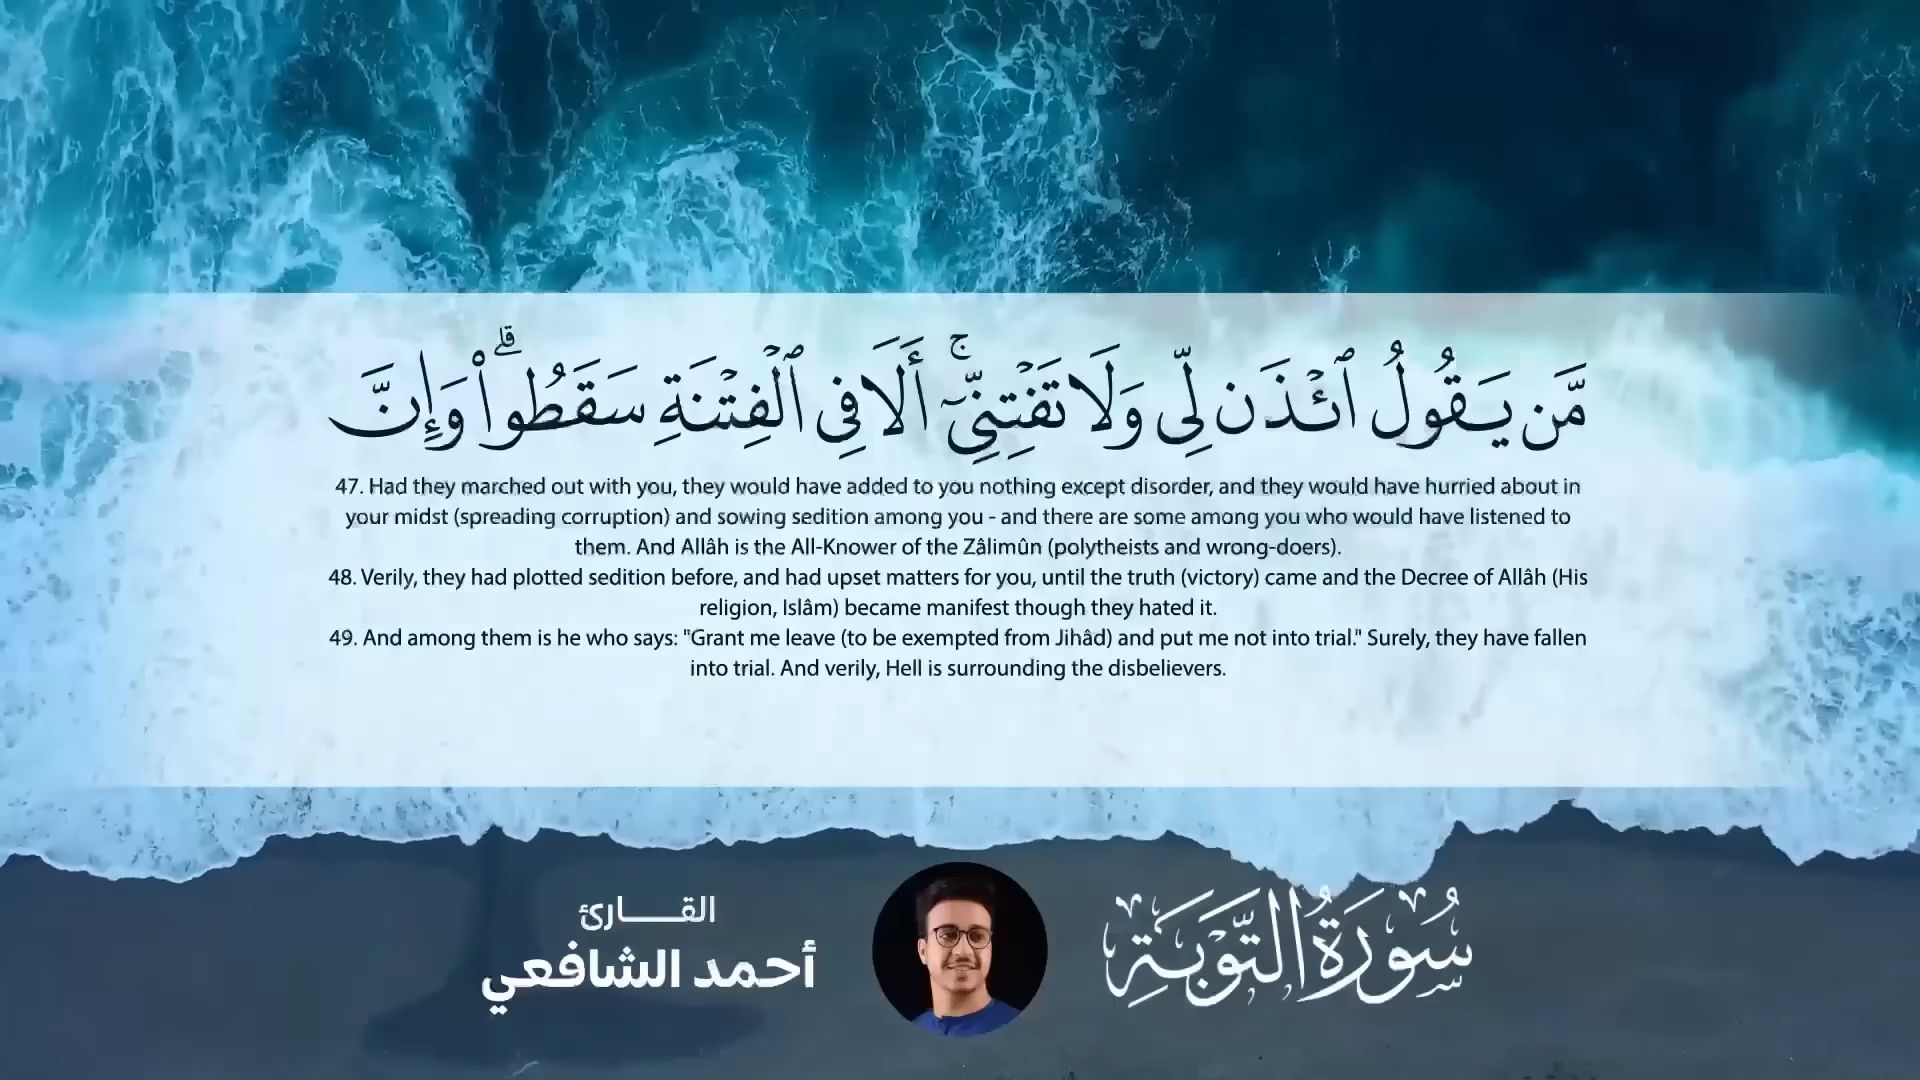 مَّن يَقُولُ ٱئْذَن لِّى وَلَا تَفْتِنِّىٓ ۚ أَلَا فِى ٱلْفِتْنَةِ سَقَطُوا۟ ۗ وَإِنَّ
47. Had they marched out with you, they would have added to you nothing except disorder, and they would have hurried about in
your midst (spreading corruption) and sowing sedition among you - and there are some among you who would have listened to
them. And Allâh is the All-Knower of the Zâlimûn (polytheists and wrong-doers).
48. Verily, they had plotted sedition before, and had upset matters for you, until the truth (victory) came and the Decree of Allâh (His
religion, Islâm) became manifest though they hated it.
49. And among them is he who says: "Grant me leave (to be exempted from Jihâd) and put me not into trial." Surely, they have fallen
into trial. And verily, Hell is surrounding the disbelievers.
سُورَةُ التَّوْبَةِ
القــــارئ
أحمد الشافعي